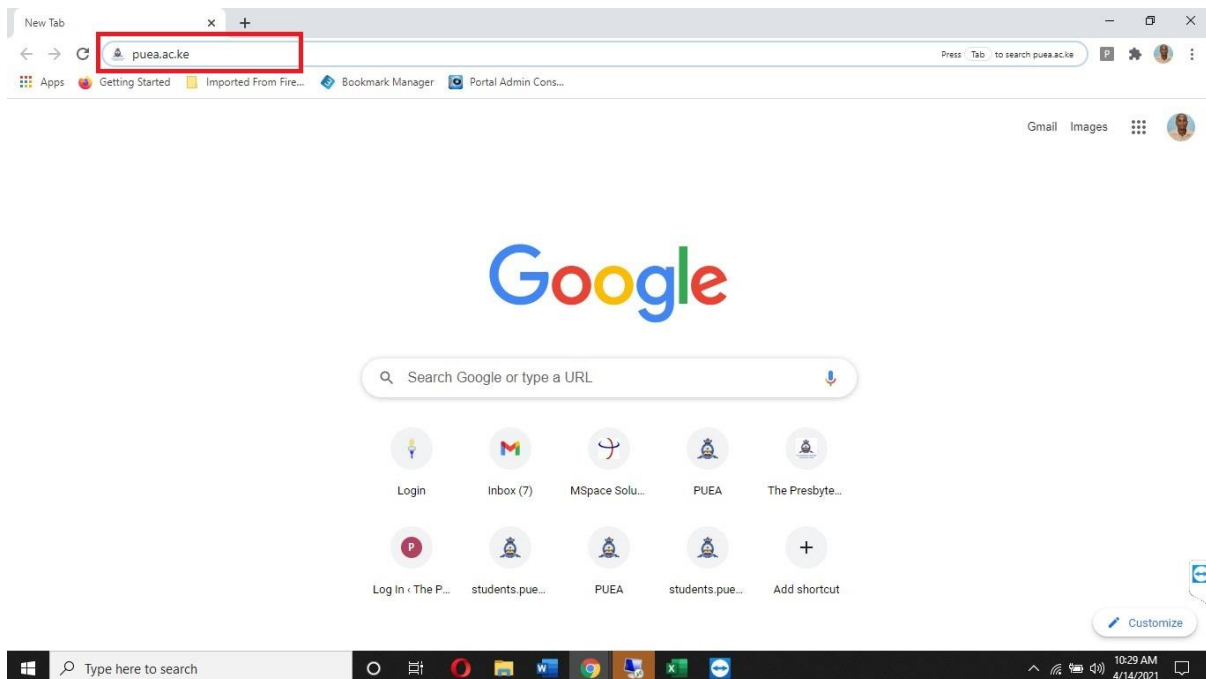 New Tab
puea.ac.ke
Press Tab to search puea.ac.ke
P
Apps Getting Started Imported From Fire... Bookmark Manager Portal Admin Cons...
Gmail Images
Google
Search Google or type a URL
Login Inbox (7) MSpace Solu... PUEA The Presbyte...
P
Log In ‹ The P... students.pue... PUEA students.pue... Add shortcut
Customize
Type here to search
10:29 AM
4/14/2021